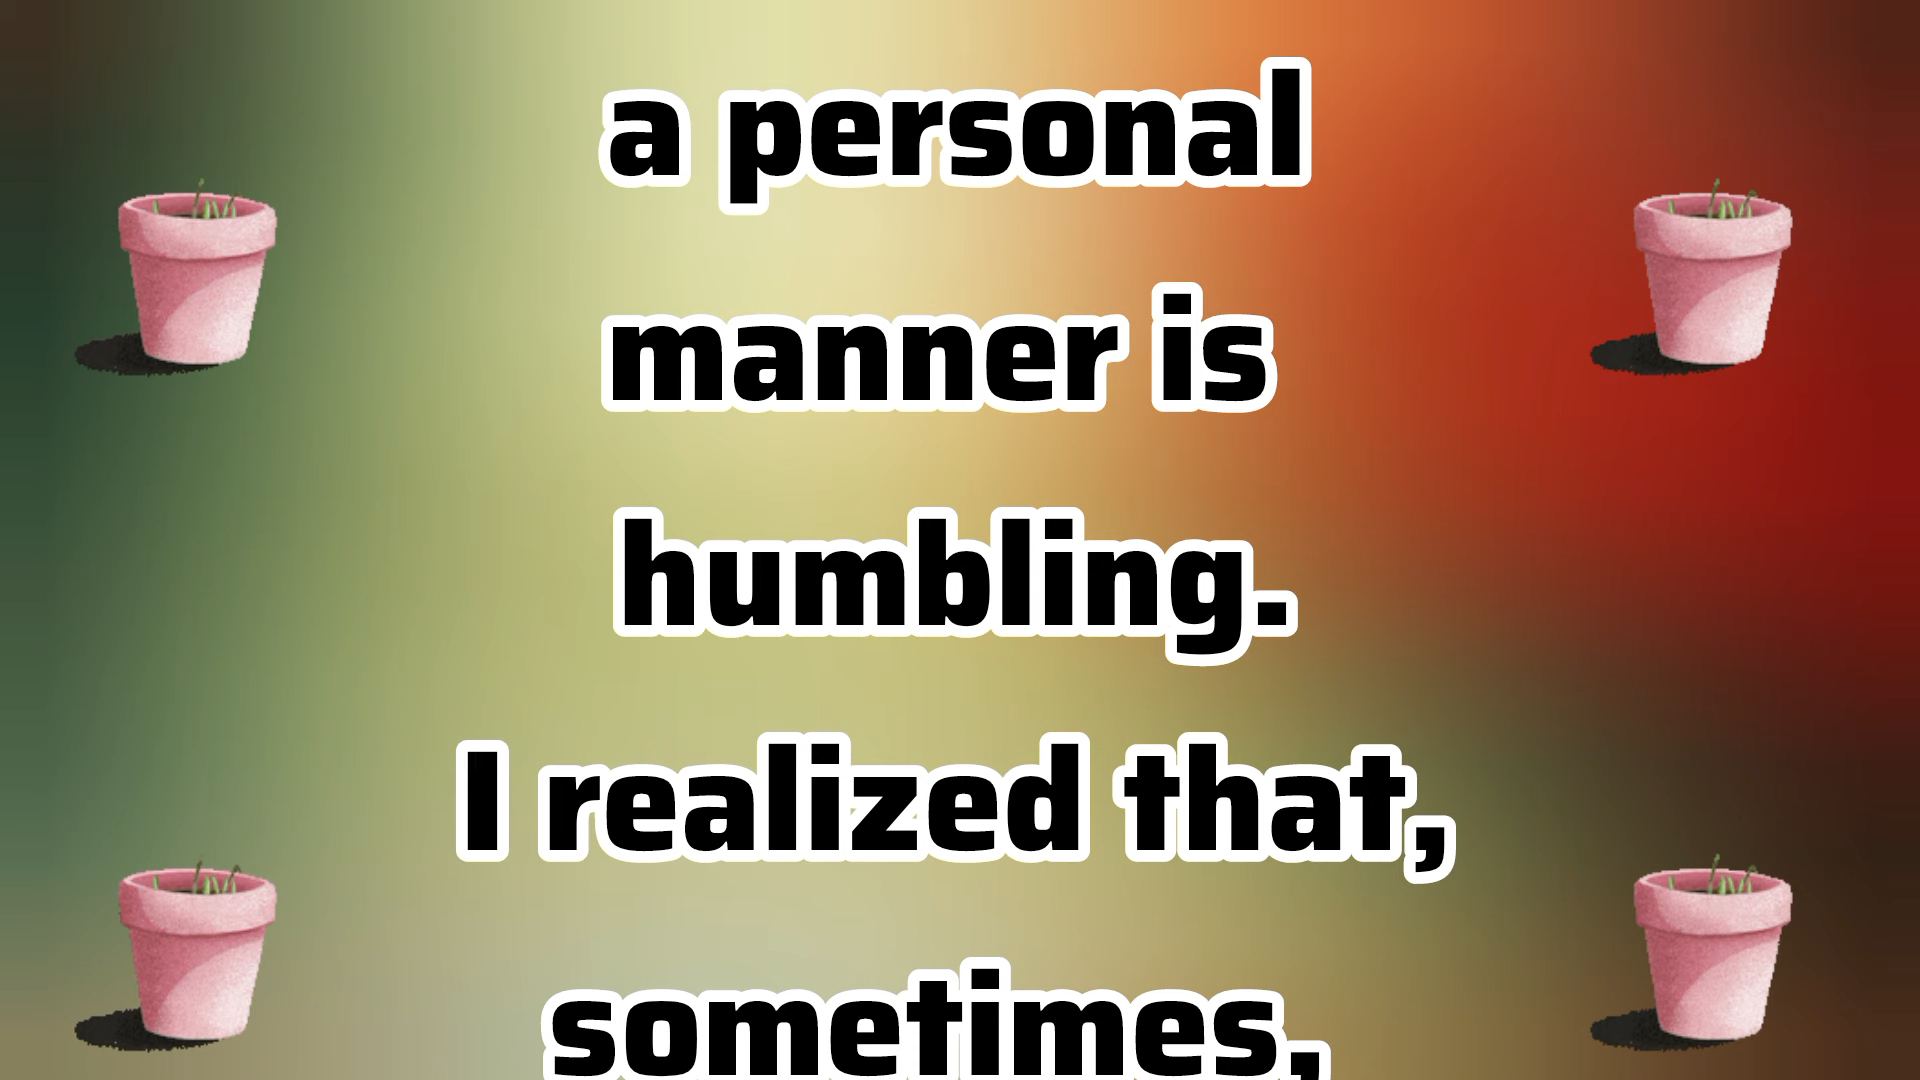 a personal
manner is
humbling.
I realized that,
sometimes,